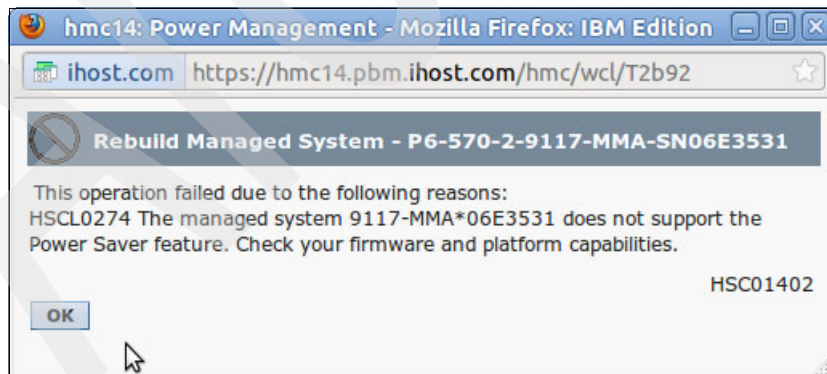 hmc14: Power Management - Mozilla Firefox: IBM Edition
ihost.com https://hmc14.pbm.ihost.com/hmc/wcl/T2b92
Rebuild Managed System - P6-570-2-9117-MMA-SN06E3531
This operation failed due to the following reasons:
HSCL0274 The managed system 9117-MMA*06E3531 does not support the
Power Saver feature. Check your firmware and platform capabilities.
HSC01402
OK